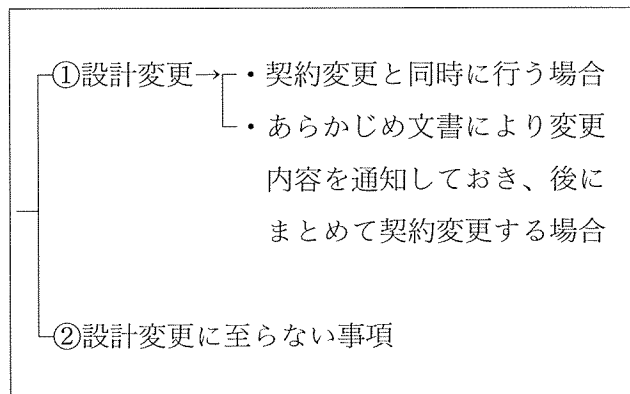 ①設計変更→・契約変更と同時に行う場合
・あらかじめ文書により変更
内容を通知しておき、後に
まとめて契約変更する場合
②設計変更に至らない事項